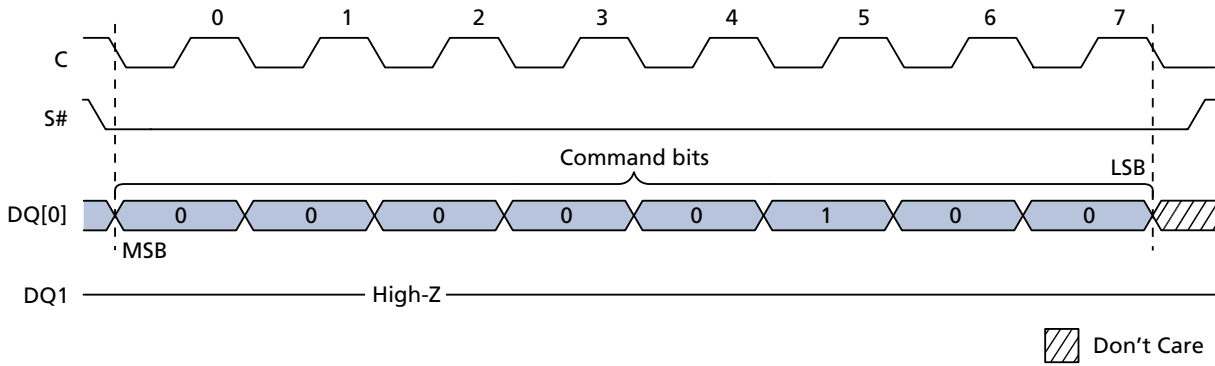 0 1 2 3 4 5 6 7
C
S#
Command bits
LSB
DQ[0] 0 0 0 0 0 1 0 0
MSB
DQ1 High-Z
Don't Care